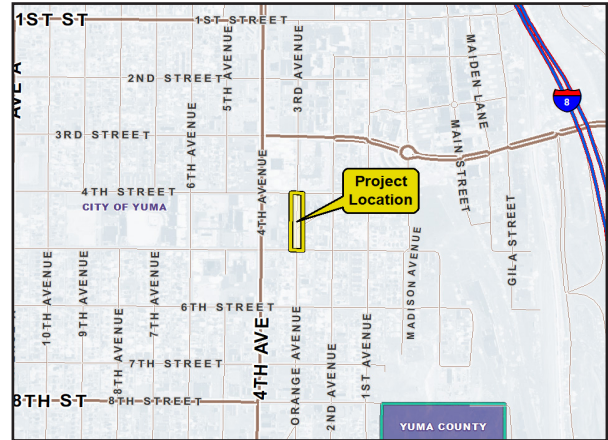 1ST ST
1ST STREET
AVE A
2ND STREET
5TH AVENUE
3RD AVENUE
MAIDEN LANE
8
3RD STREET
6TH AVENUE
4TH AVENUE
MAIN STREET
4TH STREET
CITY OF YUMA
Project
Location
GILA STREET
MADISON AVENUE
10TH AVENUE
9TH AVENUE
7TH AVENUE
6TH STREET
8TH AVENUE
4TH AVE
ORANGE AVENUE
2ND AVENUE
1ST AVENUE
7TH STREET
8TH ST
8TH STREET
YUMA COUNTY